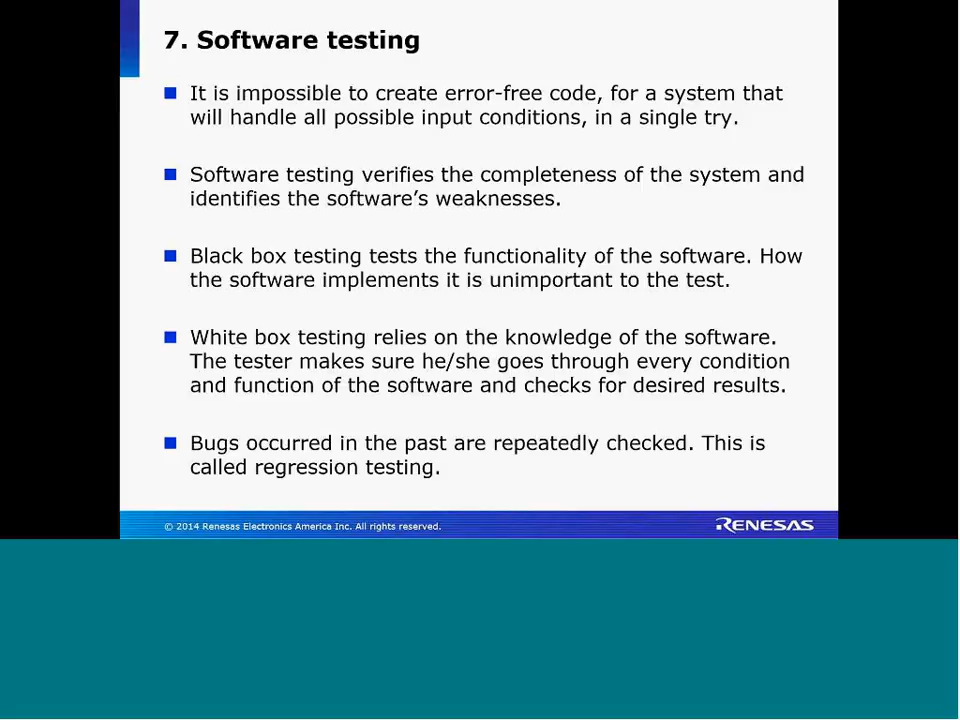 7. Software testing
It is impossible to create error-free code, for a system that
will handle all possible input conditions, in a single try.
Software testing verifies the completeness of the system and
identifies the software’s weaknesses.
Black box testing tests the functionality of the software. How
the software implements it is unimportant to the test.
White box testing relies on the knowledge of the software.
The tester makes sure he/she goes through every condition
and function of the software and checks for desired results.
Bugs occurred in the past are repeatedly checked. This is
called regression testing.
© 2014 Renesas Electronics America Inc. All rights reserved.
RENESAS